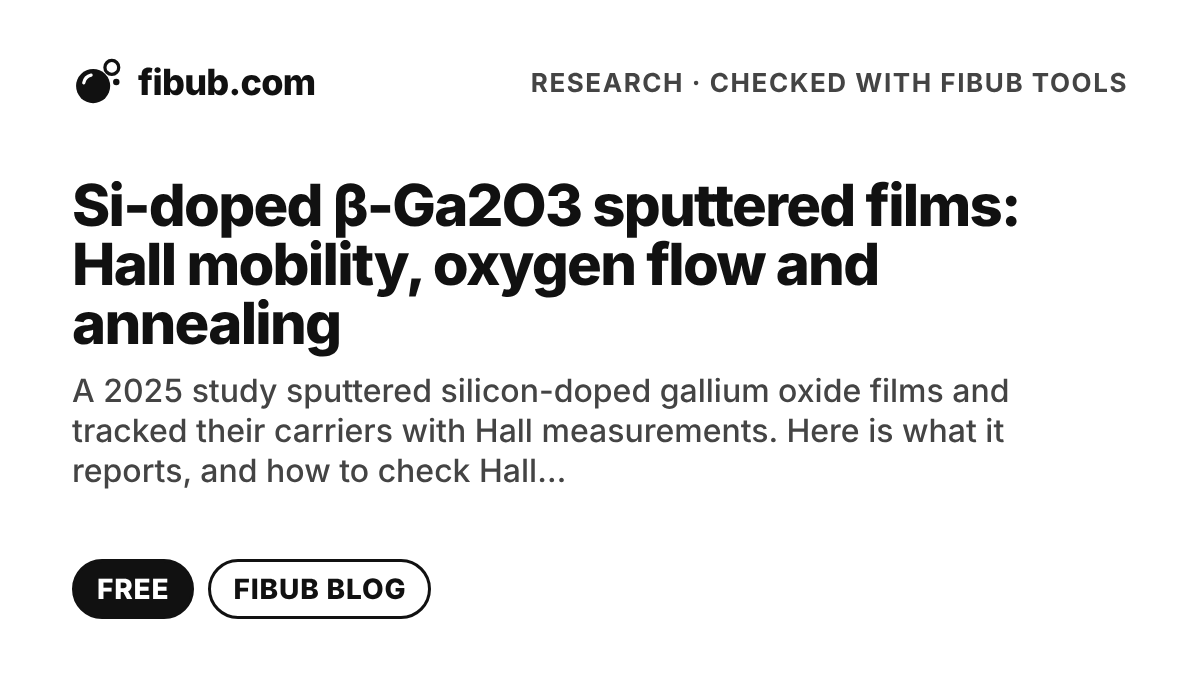 fibub.com
RESEARCH · CHECKED WITH FIBUB TOOLS
Si-doped β-Ga2O3 sputtered films:
Hall mobility, oxygen flow and
annealing
A 2025 study sputtered silicon-doped gallium oxide films and
tracked their carriers with Hall measurements. Here is what it
reports, and how to check Hall...
FREE
FIBUB BLOG